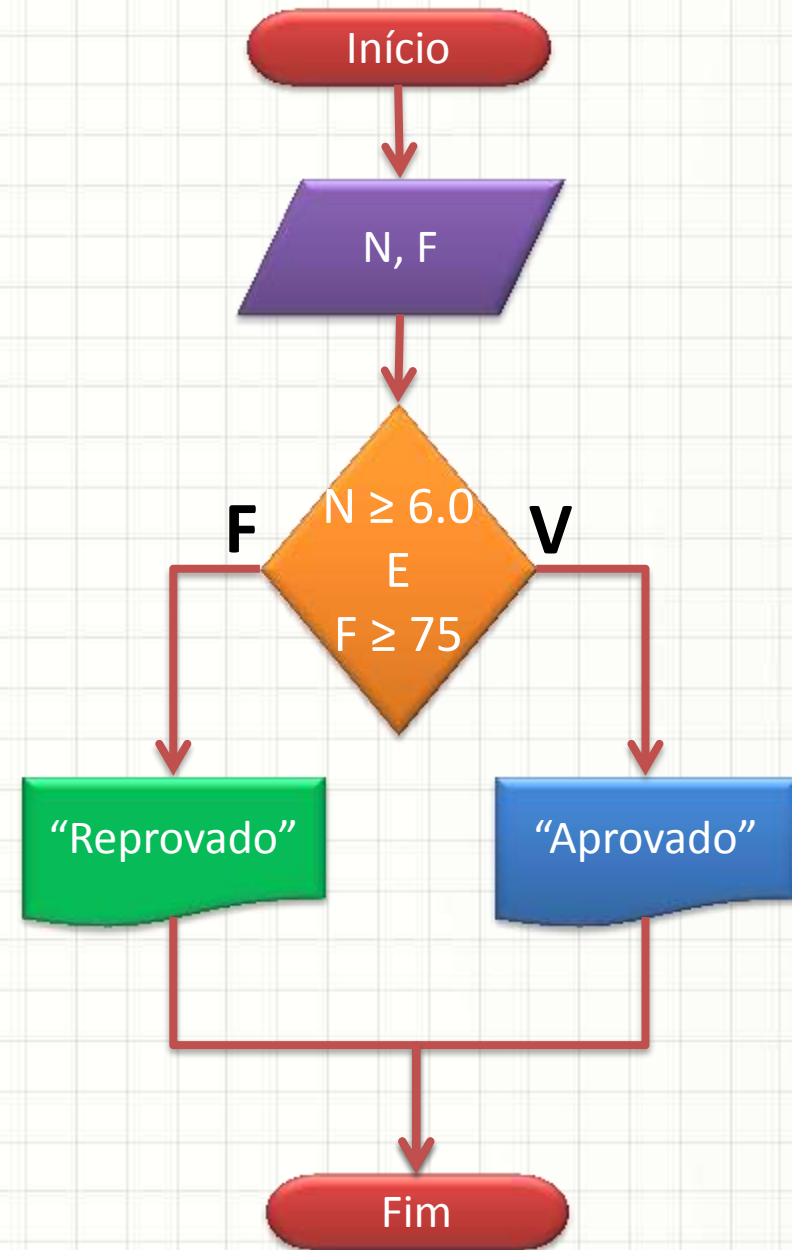 Início
N, F
F
N ≥ 6.0
E
F ≥ 75
V
“Reprovado”
“Aprovado”
Fim